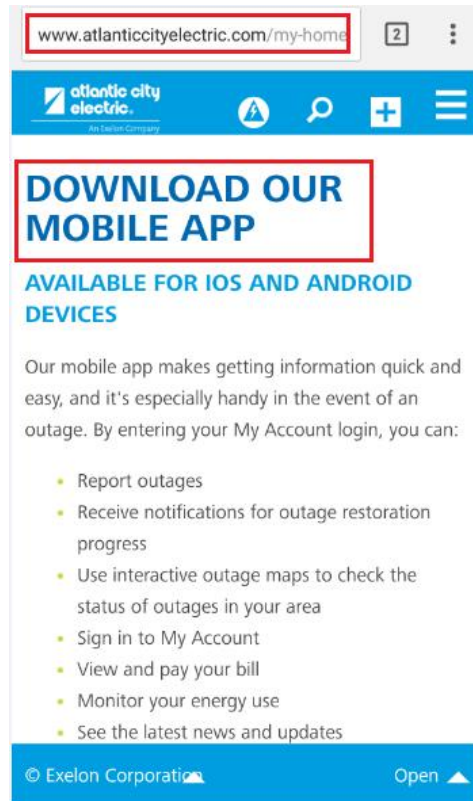 www.atlanticcityelectric.com/my-home
2
atlantic city
electric.
An Exelon Company
DOWNLOAD OUR
MOBILE APP
AVAILABLE FOR IOS AND ANDROID
DEVICES
Our mobile app makes getting information quick and
easy, and it's especially handy in the event of an
outage. By entering your My Account login, you can:
• Report outages
• Receive notifications for outage restoration
progress
• Use interactive outage maps to check the
status of outages in your area
• Sign in to My Account
• View and pay your bill
• Monitor your energy use
• See the latest news and updates
© Exelon Corporation Open